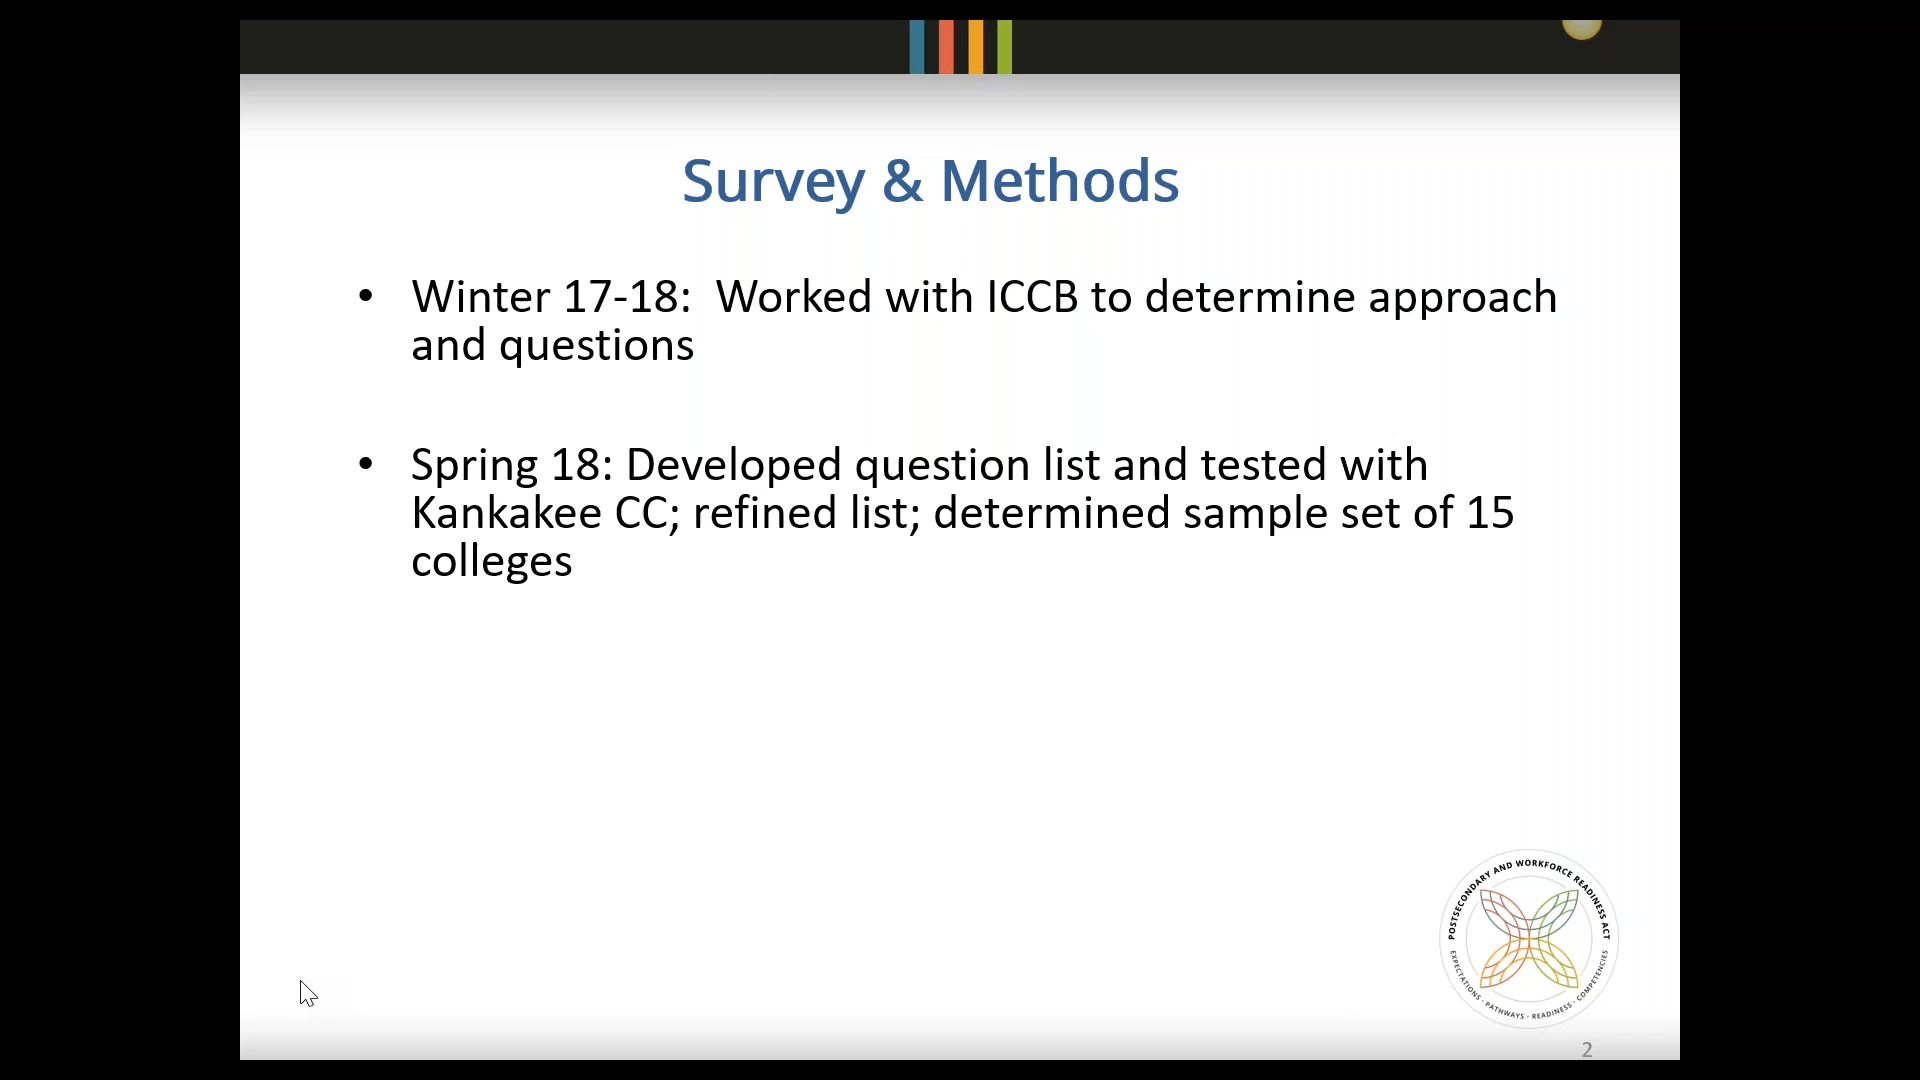 Survey & Methods
• Winter 17-18:  Worked with ICCB to determine approach
and questions
• Spring 18: Developed question list and tested with
Kankakee CC; refined list; determined sample set of 15
colleges
POSTSECONDARY AND WORKFORCE READINESS ACT
EXPECTATIONS · PATHWAYS · READINESS · COMPETENCIES
2